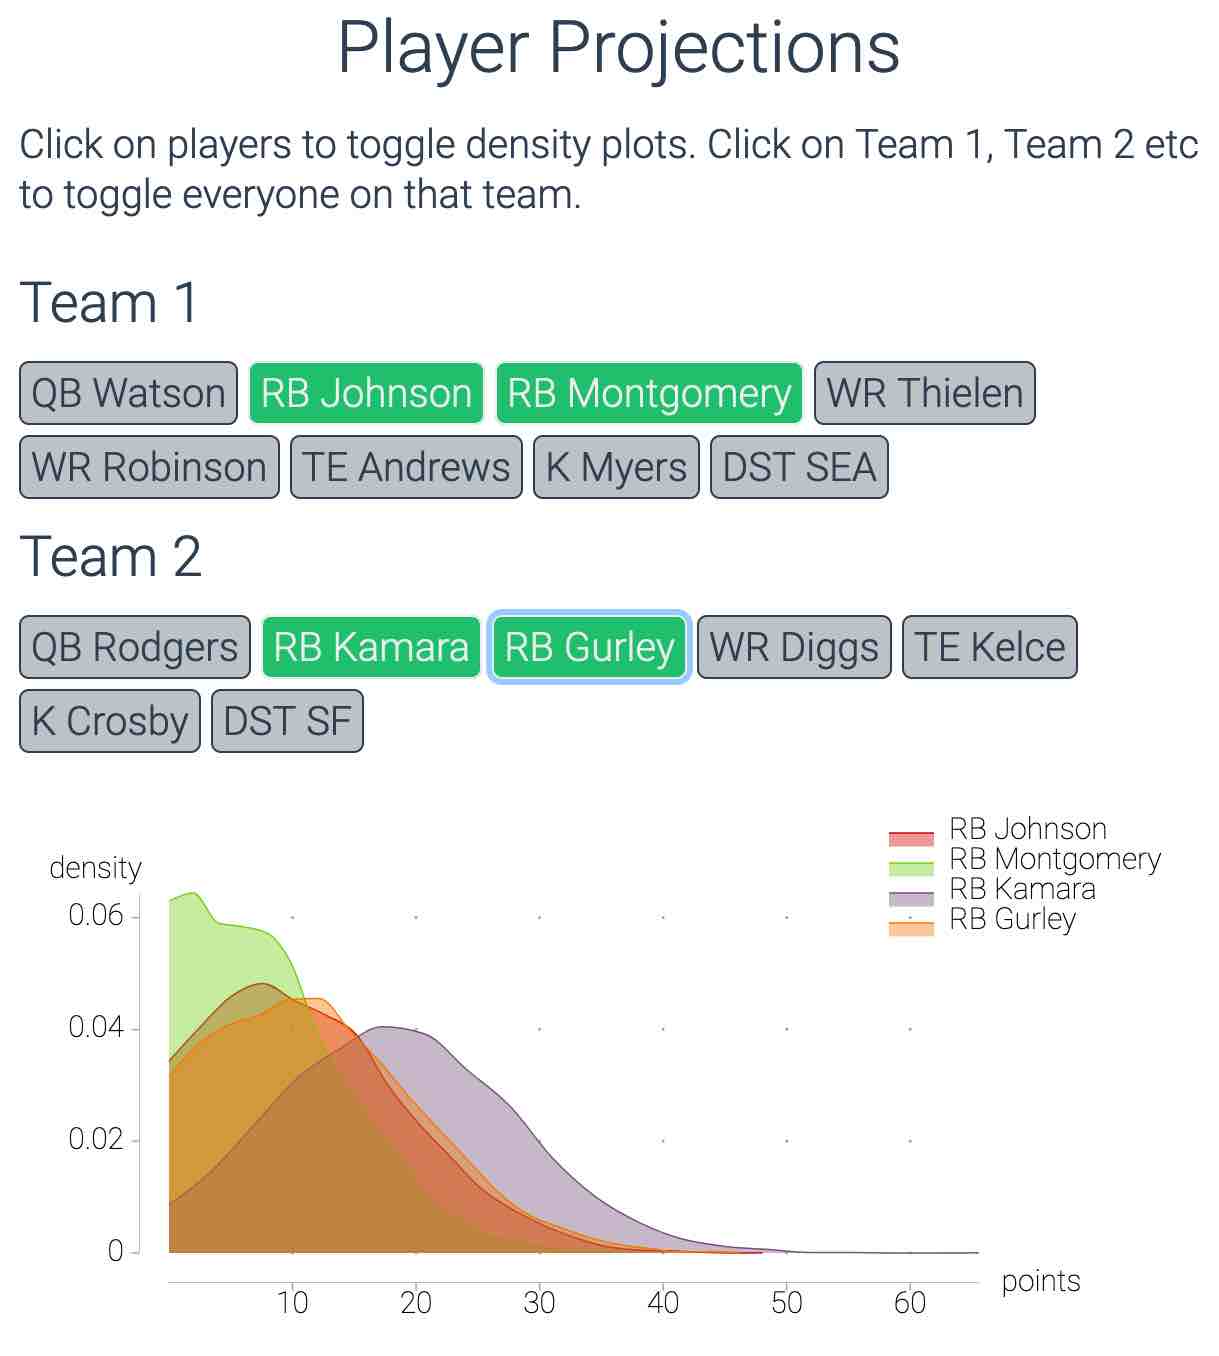 Player Projections
Click on players to toggle density plots. Click on Team 1, Team 2 etc
to toggle everyone on that team.
Team 1
QB Watson RB Johnson RB Montgomery WR Thielen
WR Robinson TE Andrews K Myers DST SEA
Team 2
QB Rodgers RB Kamara RB Gurley WR Diggs TE Kelce
K Crosby DST SF
RB Johnson
RB Montgomery
RB Kamara
RB Gurley
density
0.06
0.04
0.02
0
10 20 30 40 50 60
points